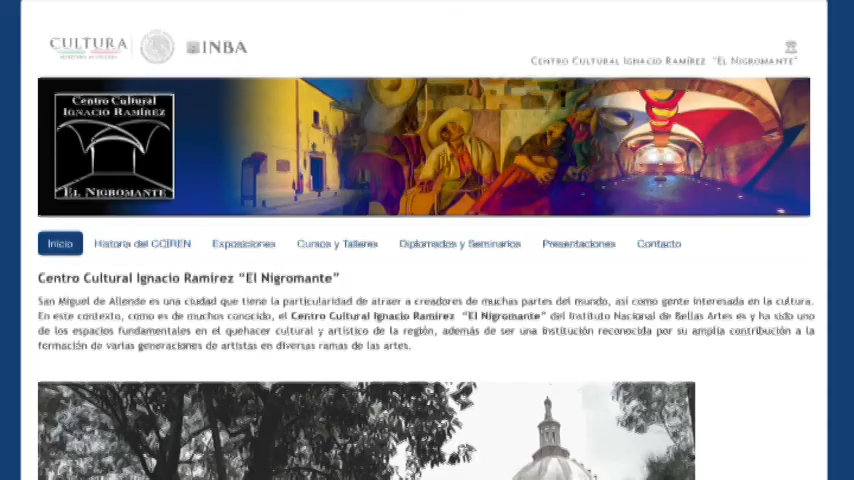 CULTURA
SECRETARÍA DE CULTURA
INBA
CENTRO CULTURAL IGNACIO RAMÍREZ "EL NIGROMANTE"
Centro Cultural
IGNACIO RAMÍREZ
EL NIGROMANTE
Inicio Historia del CCIREN Exposiciones Cursos y Talleres Diplomados y Seminarios Presentaciones Contacto
Centro Cultural Ignacio Ramírez "El Nigromante"
San Miguel de Allende es una ciudad que tiene la particularidad de atraer a creadores de muchas partes del mundo, así como gente interesada en la cultura.
En este contexto, como es de muchos conocido, el Centro Cultural Ignacio Ramírez "El Nigromante" del Instituto Nacional de Bellas Artes es y ha sido uno
de los espacios fundamentales en el quehacer cultural y artístico de la región, además de ser una institución reconocida por su amplia contribución a la
formación de varias generaciones de artistas en diversas ramas de las artes.